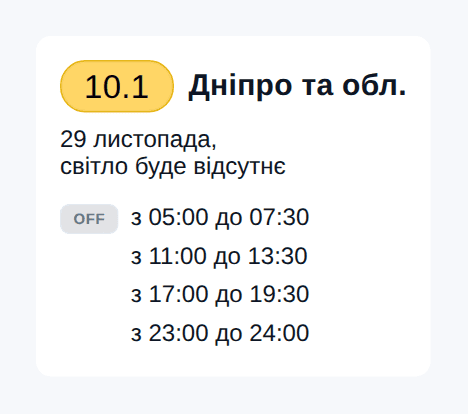 10.1 Дніпро та обл.
29 листопада,
світло буде відсутнє
OFF з 05:00 до 07:30
з 11:00 до 13:30
з 17:00 до 19:30
з 23:00 до 24:00